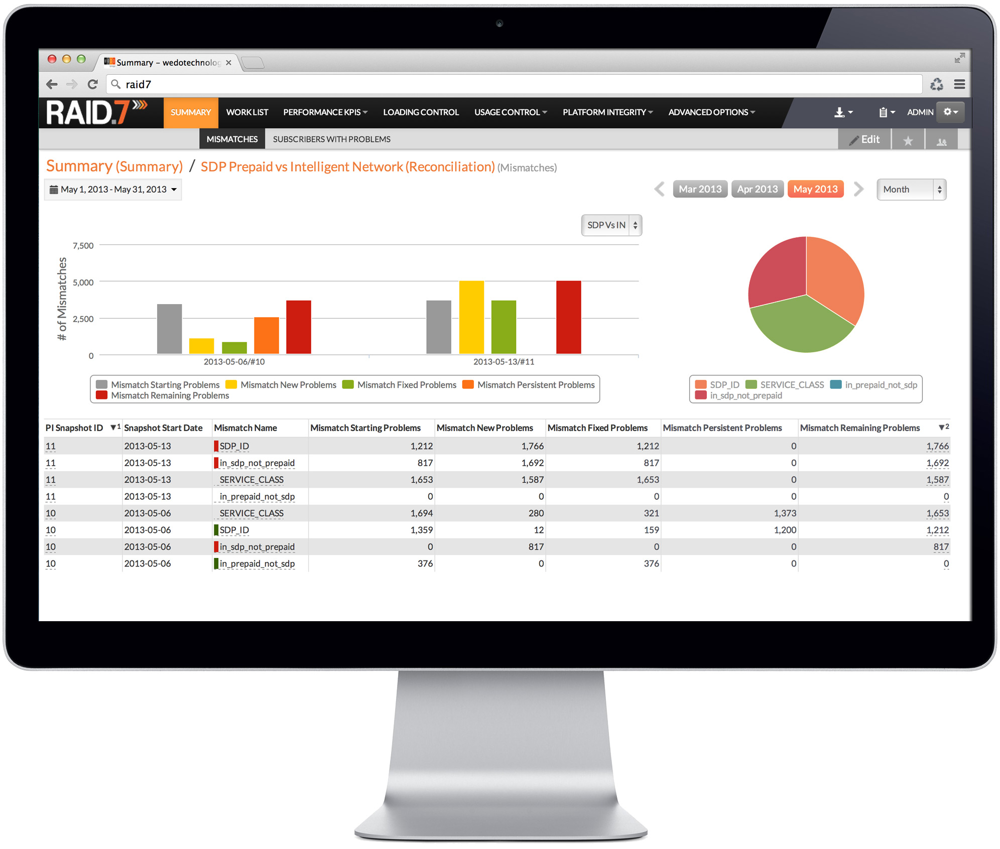 Summary – wedotechnolog
raid7
RAID.7
SUMMARY WORK LIST PERFORMANCE KPIS LOADING CONTROL USAGE CONTROL PLATFORM INTEGRITY ADVANCED OPTIONS ADMIN
MISMATCHES SUBSCRIBERS WITH PROBLEMS Edit
Summary (Summary) / SDP Prepaid vs Intelligent Network (Reconciliation) (Mismatches)
May 1, 2013 - May 31, 2013 Mar 2013 Apr 2013 May 2013 Month
SDP Vs IN
# of Mismatches
7,500
5,000
2,500
0
2013-05-06/#10 2013-05-13/#11
Mismatch Starting Problems Mismatch New Problems Mismatch Fixed Problems Mismatch Persistent Problems
Mismatch Remaining Problems
SDP_ID SERVICE_CLASS in_prepaid_not_sdp
in_sdp_not_prepaid
PI Snapshot ID ▼1 Snapshot Start Date Mismatch Name Mismatch Starting Problems Mismatch New Problems Mismatch Fixed Problems Mismatch Persistent Problems Mismatch Remaining Problems ▼2
11 2013-05-13 SDP_ID 1,212 1,766 1,212 0 1,766
11 2013-05-13 in_sdp_not_prepaid 817 1,692 817 0 1,692
11 2013-05-13 SERVICE_CLASS 1,653 1,587 1,653 0 1,587
11 2013-05-13 in_prepaid_not_sdp 0 0 0 0 0
10 2013-05-06 SERVICE_CLASS 1,694 280 321 1,373 1,653
10 2013-05-06 SDP_ID 1,359 12 159 1,200 1,212
10 2013-05-06 in_sdp_not_prepaid 0 817 0 0 817
10 2013-05-06 in_prepaid_not_sdp 376 0 376 0 0